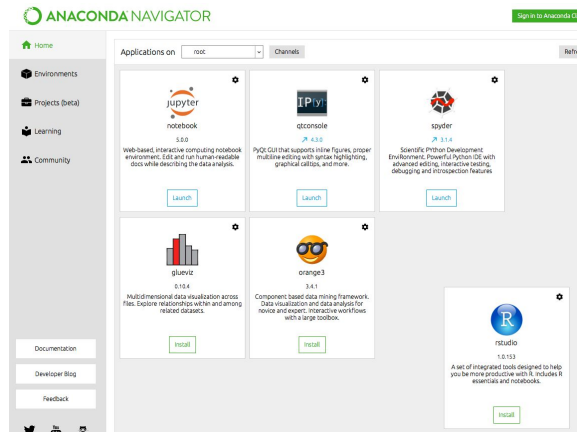 ANACONDA NAVIGATOR
Sign in to Anaconda Cl
Home
Applications on root Channels
Refr
Environments
Projects (beta)
Learning
Community
jupyter
notebook
5.0.0
Web-based, interactive computing notebook
environment. Edit and run human-readable
docs while describing the data analysis.
Launch
IP[y]:
qtconsole
4.3.0
PyQt GUI that supports inline figures, proper
multiline editing with syntax highlighting,
graphical calltips, and more.
Launch
spyder
3.1.4
Scientific PYthon Development
EnviRonment. Powerful Python IDE with
advanced editing, interactive testing,
debugging and introspection features
Launch
glueviz
0.10.4
Multidimensional data visualization across
files. Explore relationships within and among
related datasets.
Install
orange3
3.4.1
Component based data mining framework.
Data visualization and data analysis for
novice and expert. Interactive workflows
with a large toolbox.
Install
R
rstudio
1.0.153
A set of integrated tools designed to help
you be more productive with R. Includes R
essentials and notebooks.
Install
Documentation
Developer Blog
Feedback